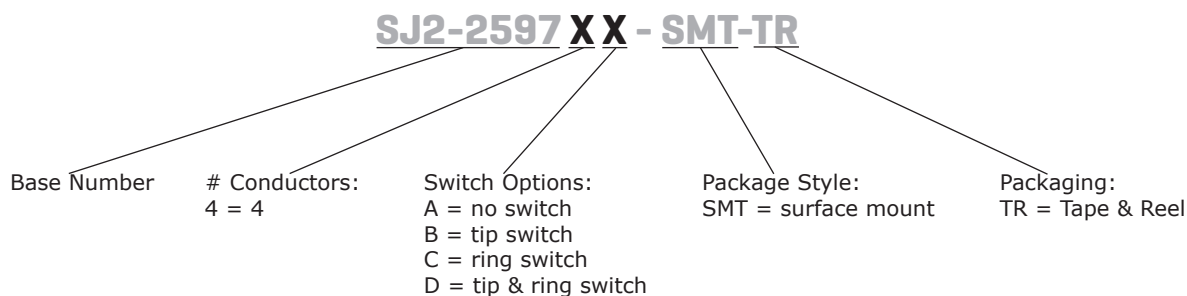 SJ2-2597 X X - SMT-TR
Base Number
# Conductors:
4 = 4
Switch Options:
A = no switch
B = tip switch
C = ring switch
D = tip & ring switch
Package Style:
SMT = surface mount
Packaging:
TR = Tape & Reel